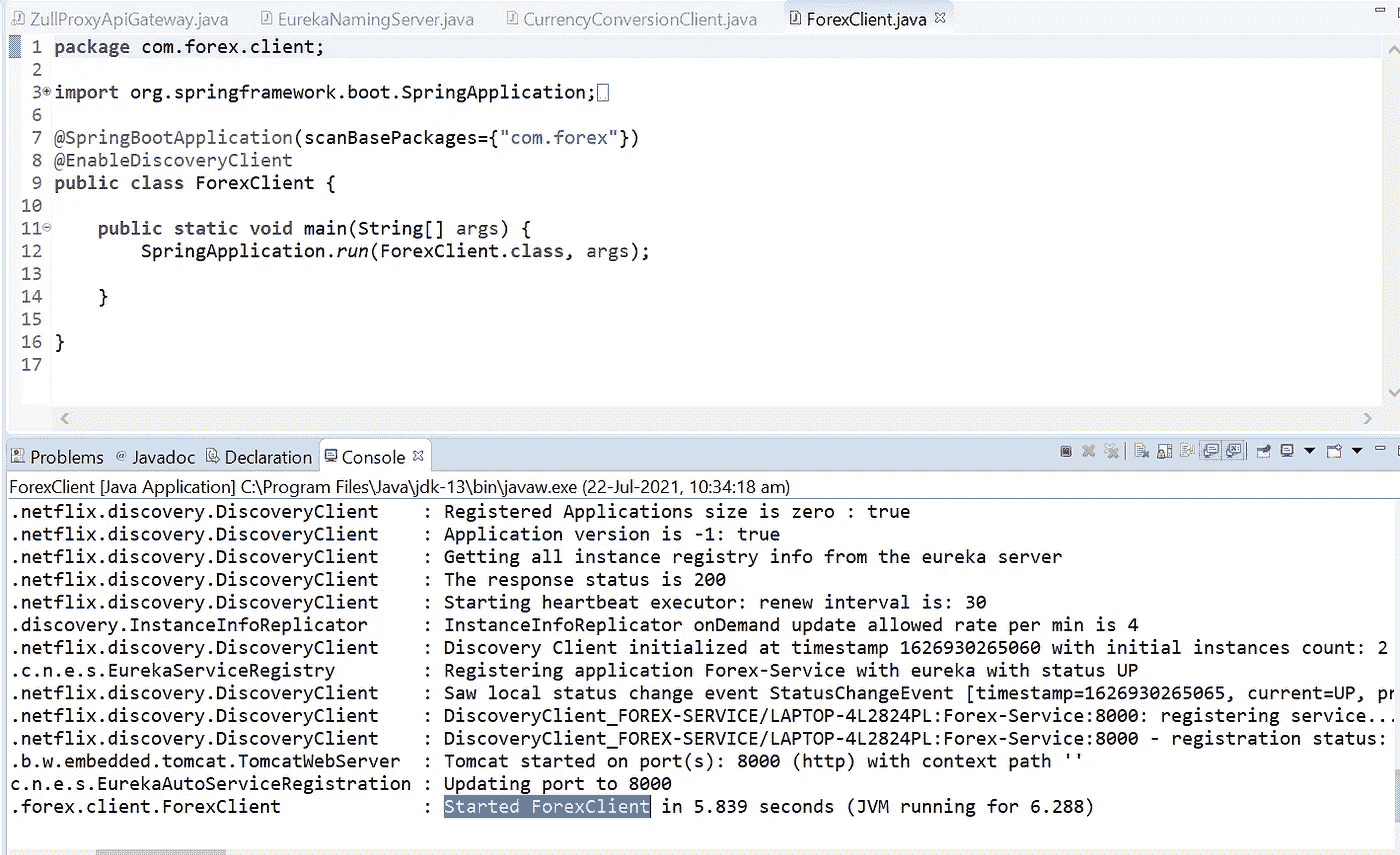 ZullProxyApiGateway.java EurekaNamingServer.java CurrencyConversionClient.java ForexClient.java
1 package com.forex.client;
2
3 import org.springframework.boot.SpringApplication;
6
7 @SpringBootApplication(scanBasePackages={"com.forex"})
8 @EnableDiscoveryClient
9 public class ForexClient {
10
11 public static void main(String[] args) {
12 SpringApplication.run(ForexClient.class, args);
13
14 }
15
16 }
17
Problems @ Javadoc Declaration Console
ForexClient [Java Application] C:\Program Files\Java\jdk-13\bin\javaw.exe (22-Jul-2021, 10:34:18 am)
.netflix.discovery.DiscoveryClient : Registered Applications size is zero : true
.netflix.discovery.DiscoveryClient : Application version is -1: true
.netflix.discovery.DiscoveryClient : Getting all instance registry info from the eureka server
.netflix.discovery.DiscoveryClient : The response status is 200
.netflix.discovery.DiscoveryClient : Starting heartbeat executor: renew interval is: 30
.discovery.InstanceInfoReplicator : InstanceInfoReplicator onDemand update allowed rate per min is 4
.netflix.discovery.DiscoveryClient : Discovery Client initialized at timestamp 1626930265060 with initial instances count: 2
.c.n.e.s.EurekaServiceRegistry : Registering application Forex-Service with eureka with status UP
.netflix.discovery.DiscoveryClient : Saw local status change event StatusChangeEvent [timestamp=1626930265065, current=UP, pr
.netflix.discovery.DiscoveryClient : DiscoveryClient_FOREX-SERVICE/LAPTOP-4L2824PL:Forex-Service:8000: registering service...
.netflix.discovery.DiscoveryClient : DiscoveryClient_FOREX-SERVICE/LAPTOP-4L2824PL:Forex-Service:8000 - registration status:
.b.w.embedded.tomcat.TomcatWebServer : Tomcat started on port(s): 8000 (http) with context path ''
c.n.e.s.EurekaAutoServiceRegistration : Updating port to 8000
.forex.client.ForexClient : Started ForexClient in 5.839 seconds (JVM running for 6.288)